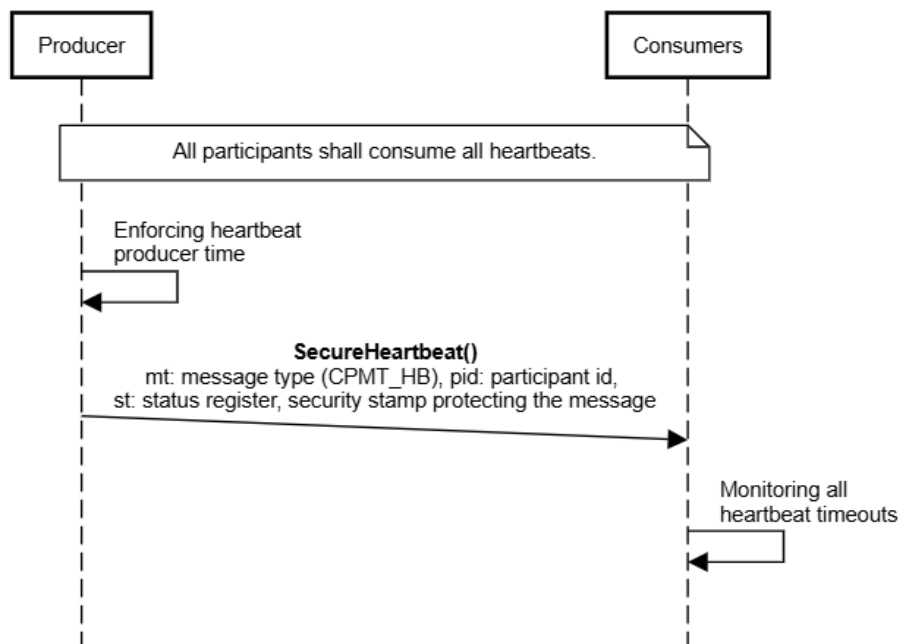 Producer
Consumers
All participants shall consume all heartbeats.
Enforcing heartbeat
producer time
SecureHeartbeat()
mt: message type (CPMT_HB), pid: participant id,
st: status register, security stamp protecting the message
Monitoring all
heartbeat timeouts